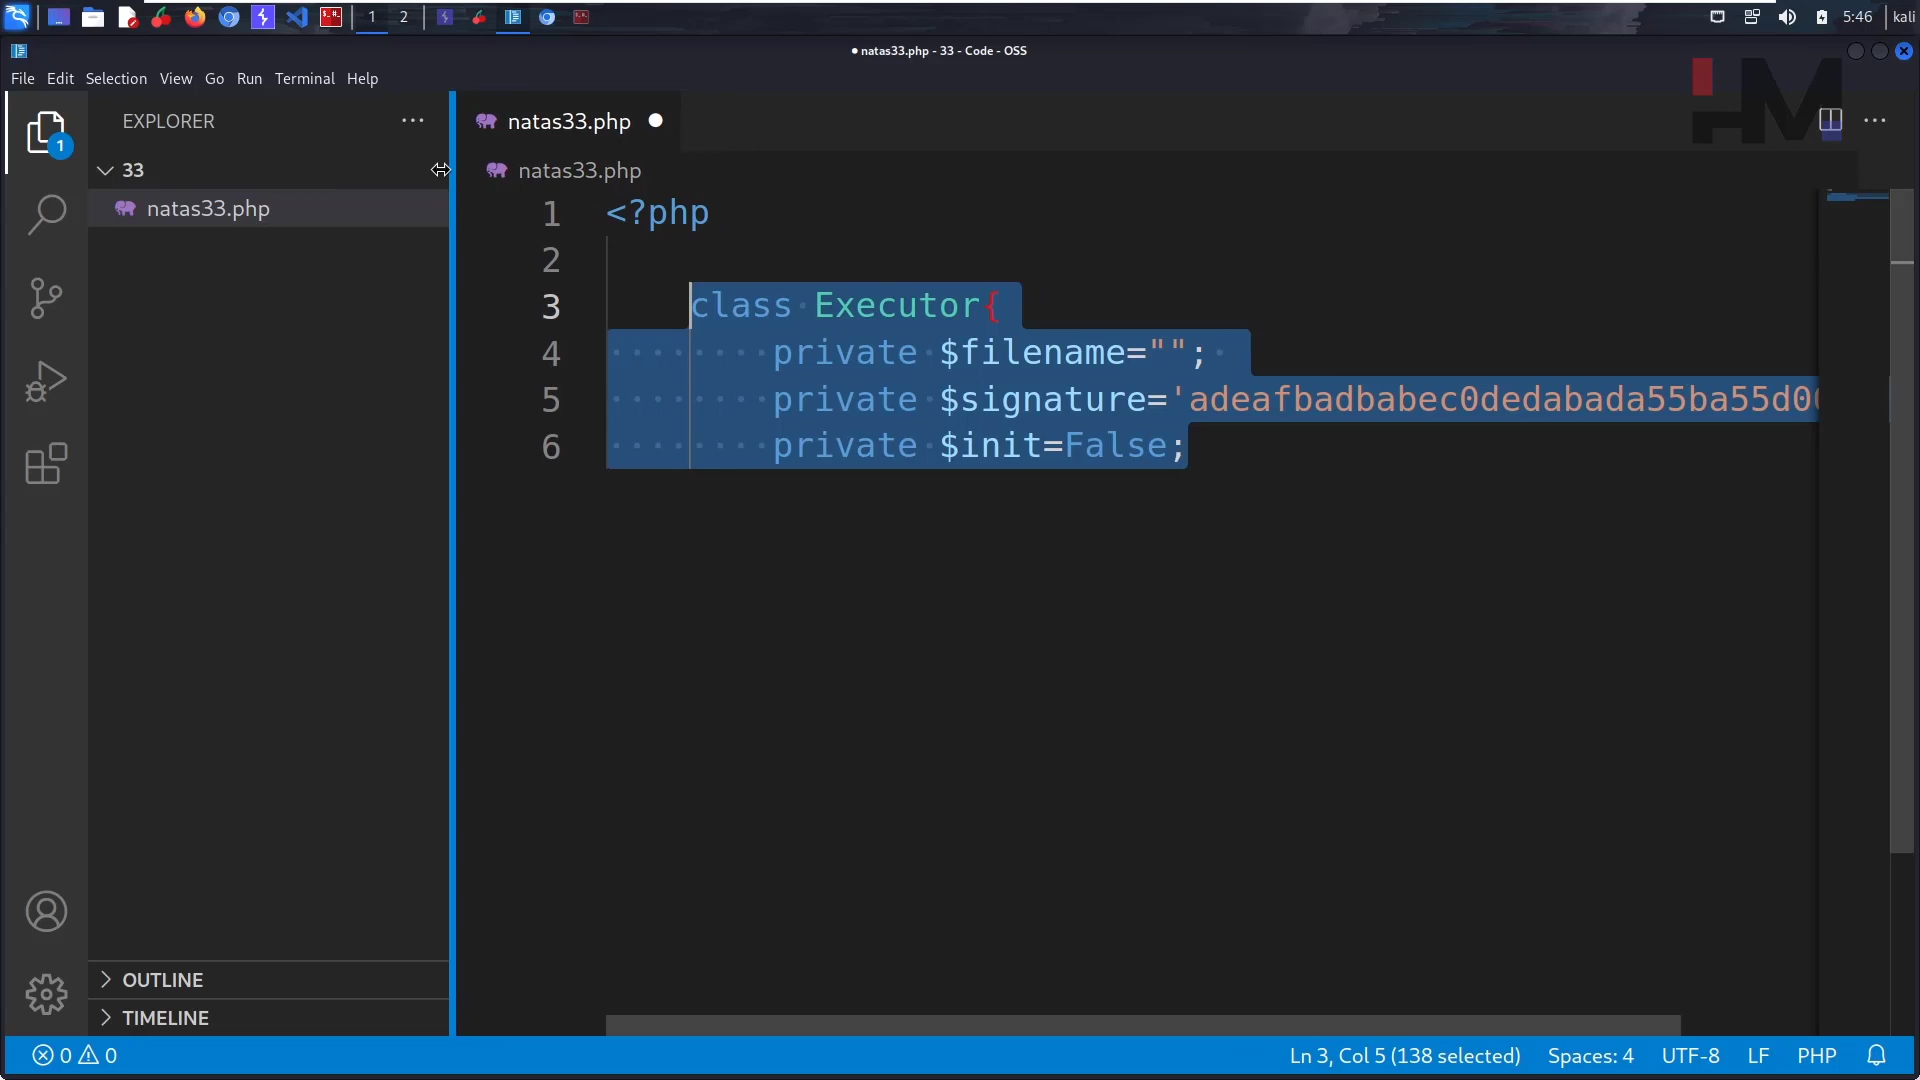 1 2 5:46 kali
natas33.php - 33 - Code - OSS
File Edit Selection View Go Run Terminal Help
HM
EXPLORER ··· natas33.php ● ···
1
33 natas33.php
natas33.php
1 <?php
2
3 class Executor{
4 private $filename="";
5 private $signature='adeafbadbabec0dedabada55ba55d0
6 private $init=False;
OUTLINE
TIMELINE
0 0 Ln 3, Col 5 (138 selected) Spaces: 4 UTF-8 LF PHP